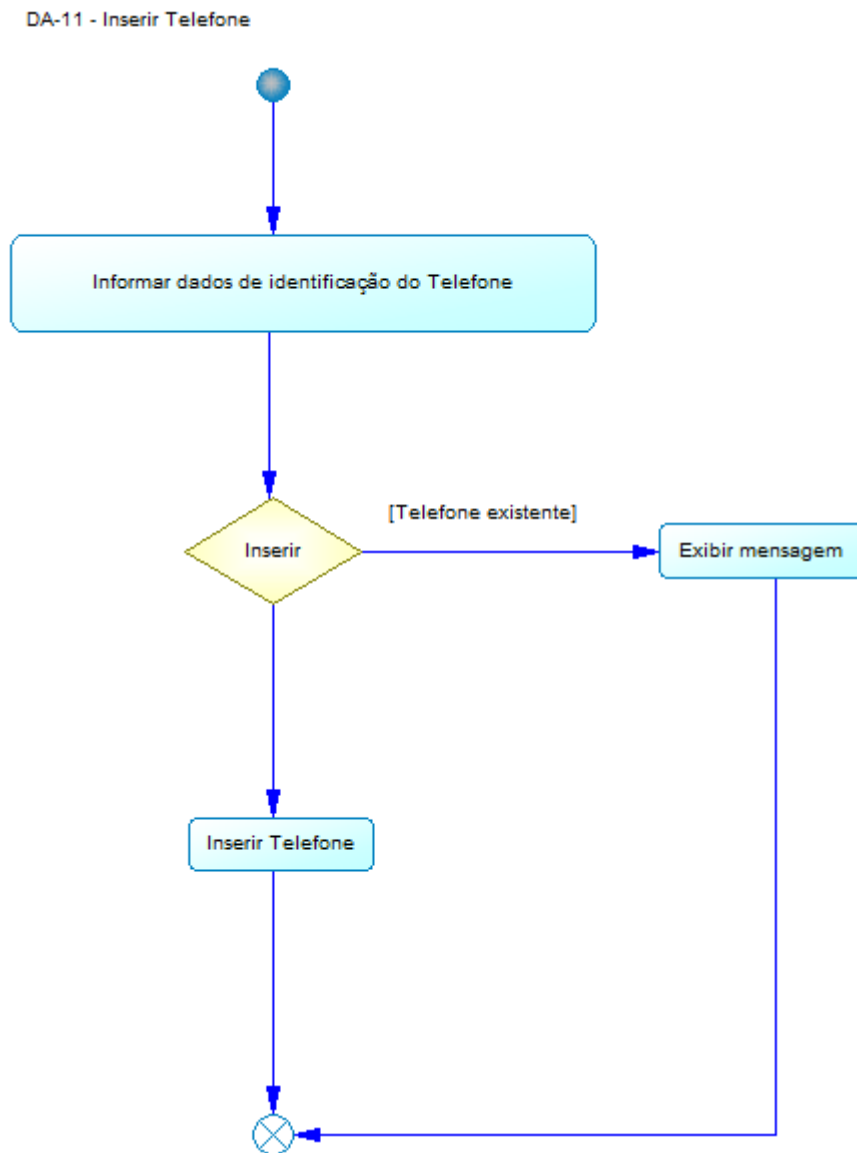 DA-11 - Inserir Telefone
Informar dados de identificação do Telefone
[Telefone existente]
Inserir
Exibir mensagem
Inserir Telefone